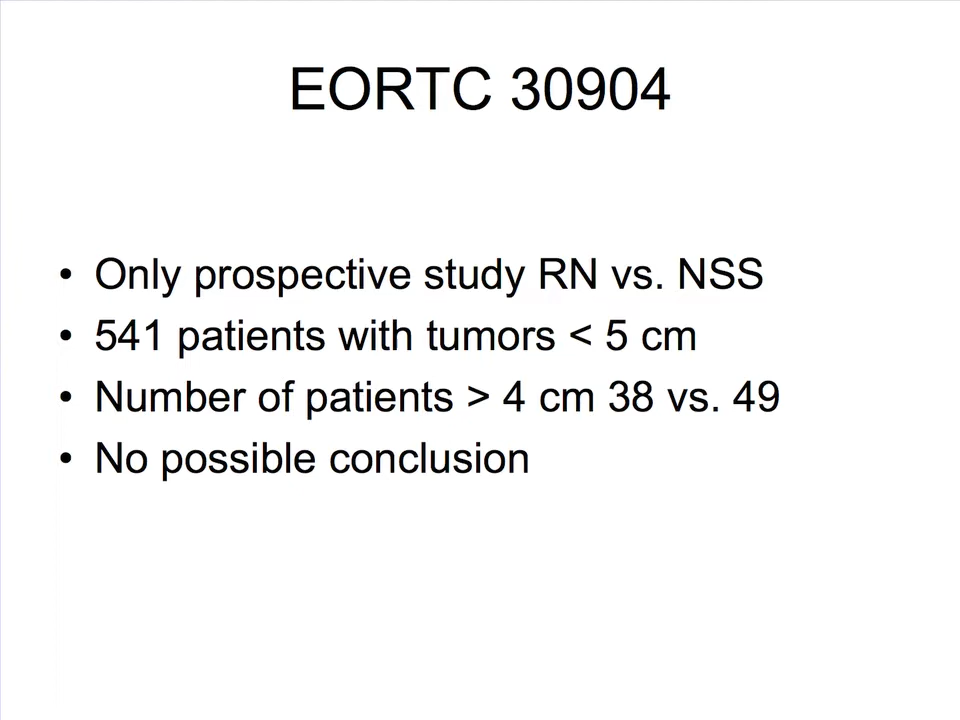 EORTC 30904
• Only prospective study RN vs. NSS
• 541 patients with tumors < 5 cm
• Number of patients > 4 cm 38 vs. 49
• No possible conclusion